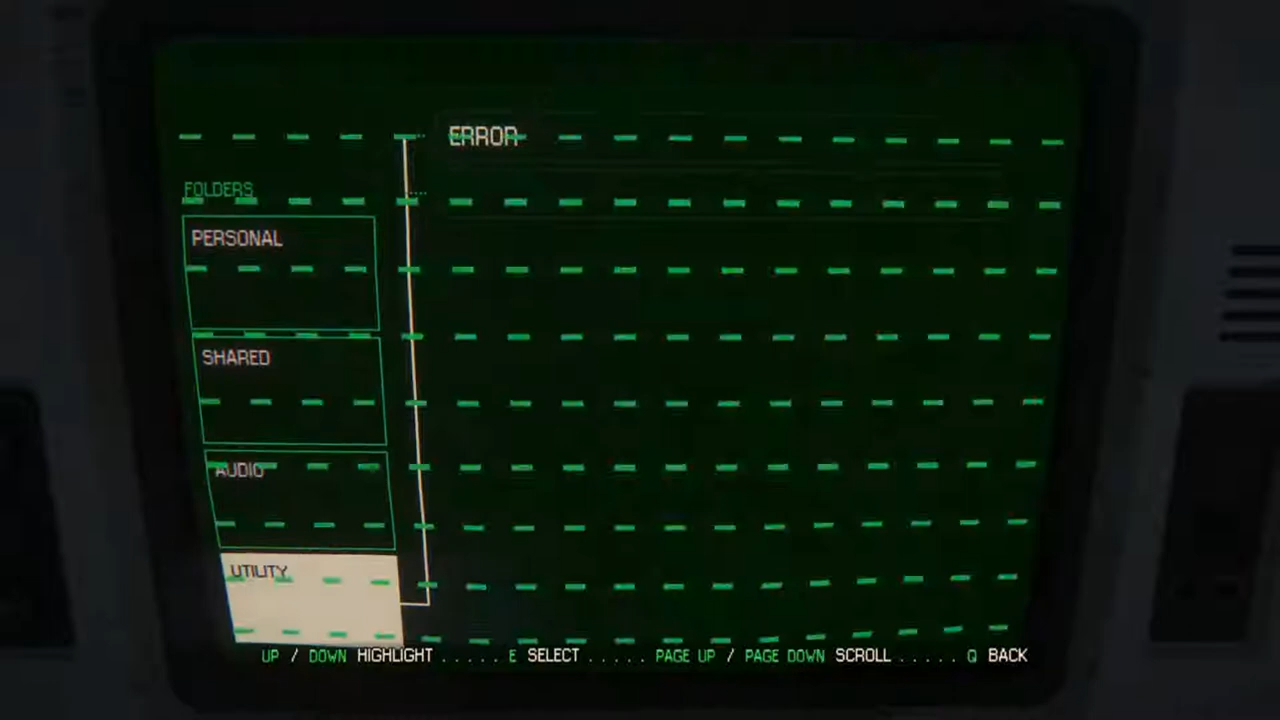 ERROR
FOLDERS
PERSONAL
SHARED
AUDIO
UTILITY
UP / DOWN HIGHLIGHT ..... E SELECT ...... PAGE UP / PAGE DOWN SCROLL ...... Q BACK